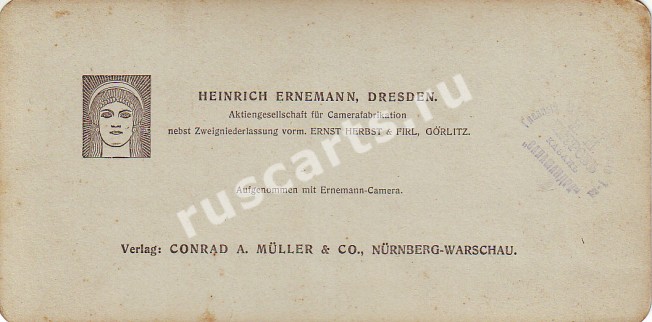 HEINRICH ERNEMANN, DRESDEN.
Aktiengesellschaft für Camerafabrikation
nebst Zweigniederlassung vorm. ERNST HERBST & FIRL, GÖRLITZ.
Aufgenommen mit Ernemann-Camera.
Verlag: CONRAD A. MÜLLER & CO., NÜRNBERG-WARSCHAU.
ruscarts.ru